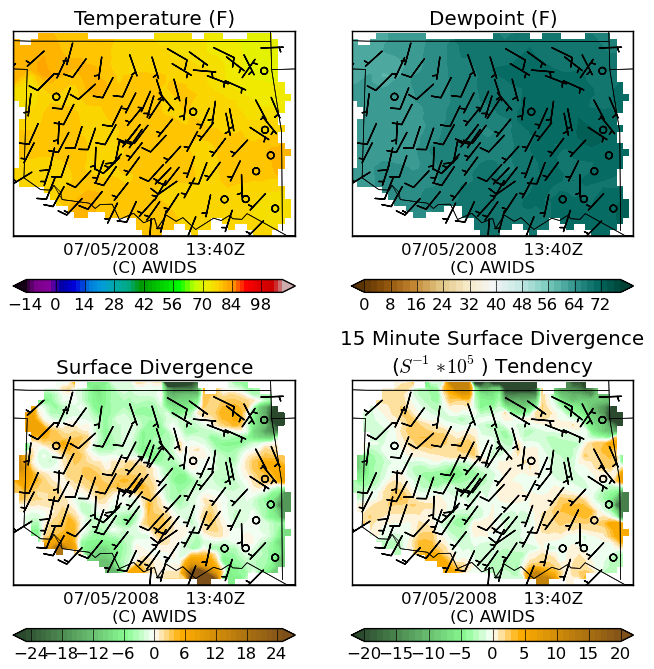 Temperature (F)
Dewpoint (F)
07/05/2008 13:40Z
(C) AWIDS
−14 0 14 28 42 56 70 84 98
07/05/2008 13:40Z
(C) AWIDS
0 8 16 24 32 40 48 56 64 72
Surface Divergence
15 Minute Surface Divergence
(S⁻¹ *10⁵ ) Tendency
07/05/2008 13:40Z
(C) AWIDS
−24 −18 −12 −6 0 6 12 18 24
07/05/2008 13:40Z
(C) AWIDS
−20 −15 −10 −5 0 5 10 15 20